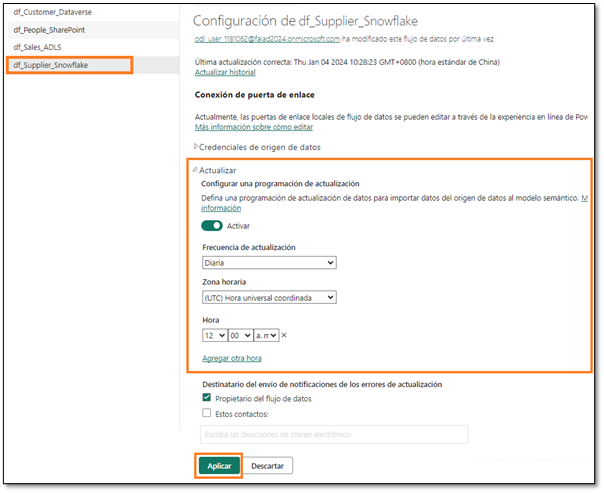 df_Customer_Dataverse
df_People_SharePoint
df_Sales_ADLS
df_Supplier_Snowflake
Configuración de df_Supplier_Snowflake
odl_user_1181062@faiad2024.onmicrosoft.com ha modificado este flujo de datos por última vez
Última actualización correcta: Thu Jan 04 2024 10:28:23 GMT+0800 (hora estándar de China)
Actualizar historial
Conexión de puerta de enlace
Actualmente, las puertas de enlace locales de flujo de datos se pueden editar a través de la experiencia en línea de Pow
Más información sobre cómo editar
Credenciales de origen de datos
Actualizar
Configurar una programación de actualización
Defina una programación de actualización de datos para importar datos del origen de datos al modelo semántico. M
información
Activar
Frecuencia de actualización
Diaria
Zona horaria
(UTC) Hora universal coordinada
Hora
12 00 a. m
Agregar otra hora
Destinatario del envío de notificaciones de los errores de actualización
Propietario del flujo de datos
Estos contactos:
Escriba las direcciones de correo electrónico
Aplicar Descartar